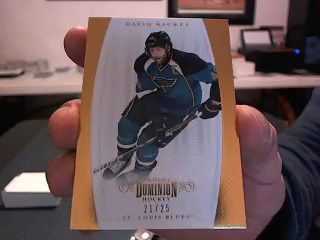 DAVID BACKES
DOMINION
HOCKEY
21/25
ST. LOUIS BLUES